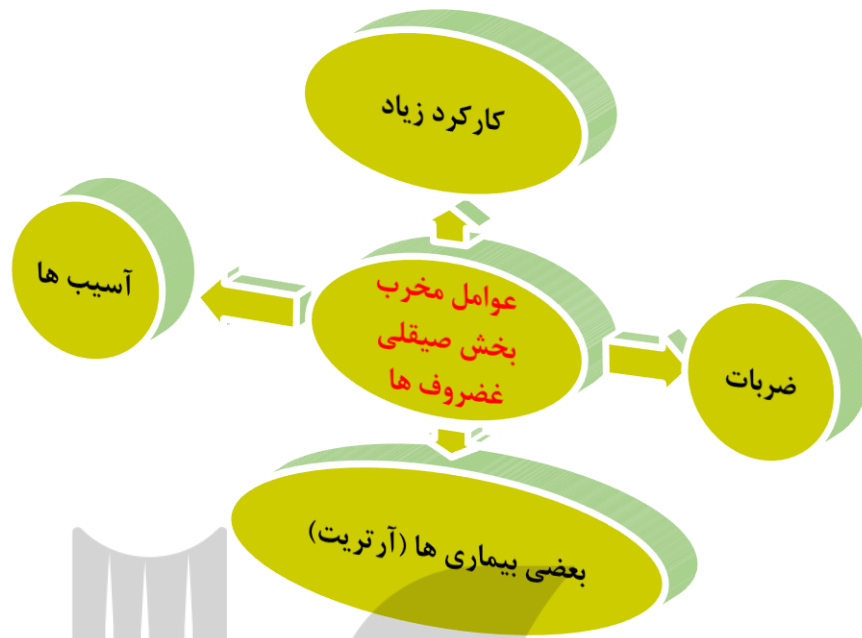 کارکرد زیاد
آسیب ها
عوامل مخرب
بخش صیقلی
غضروف ها
ضربات
بعضی بیماری ها (آرتریت)